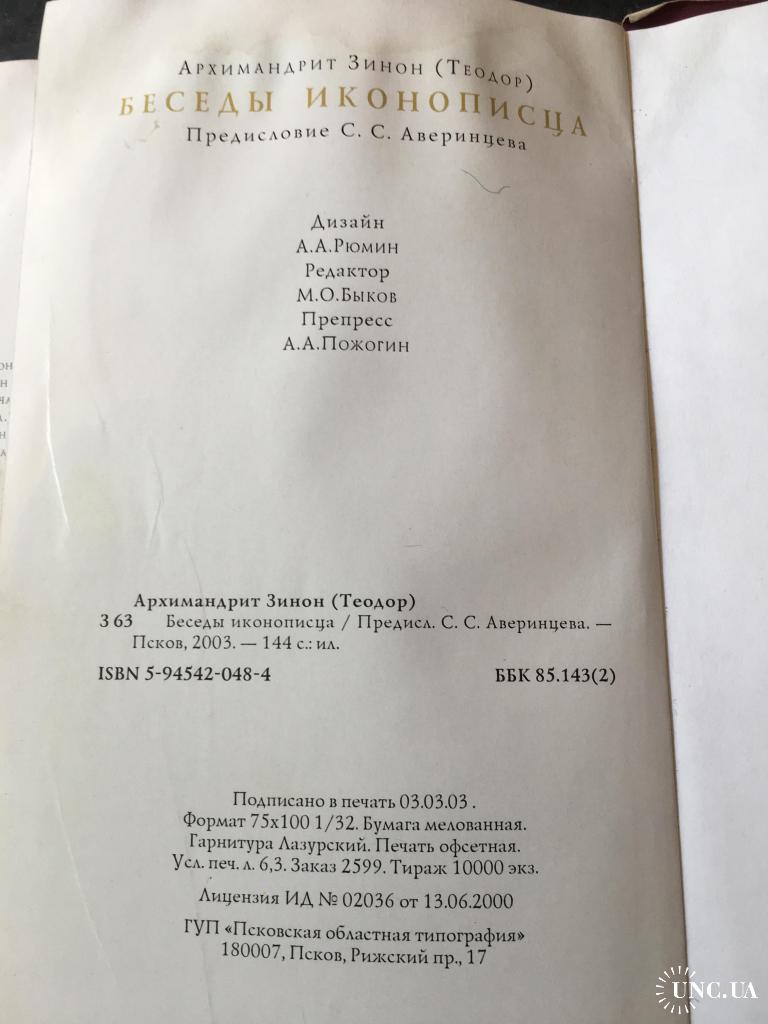 Архимандрит Зинон (Теодор)
БЕСЕДЫ ИКОНОПИСЦА
Предисловие С. С. Аверинцева
Дизайн
А.А.Рюмин
Редактор
М.О.Быков
Препресс
А.А.Пожогин
Архимандрит Зинон (Теодор)
З 63 Беседы иконописца / Предисл. С. С. Аверинцева. —
Псков, 2003. — 144 с.: ил.
ISBN 5-94542-048-4 ББК 85.143(2)
Подписано в печать 03.03.03 .
Формат 75х100 1/32. Бумага мелованная.
Гарнитура Лазурский. Печать офсетная.
Усл. печ. л. 6,3. Заказ 2599. Тираж 10000 экз.
Лицензия ИД № 02036 от 13.06.2000
ГУП «Псковская областная типография»
180007, Псков, Рижский пр., 17
UNC.UA